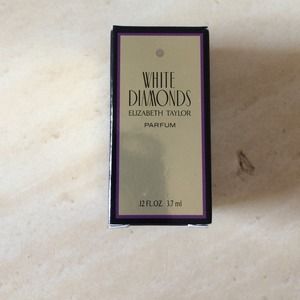 WHITE
DIAMONDS
ELIZABETH TAYLOR
PARFUM
.12 FL.OZ. 3.7 ml